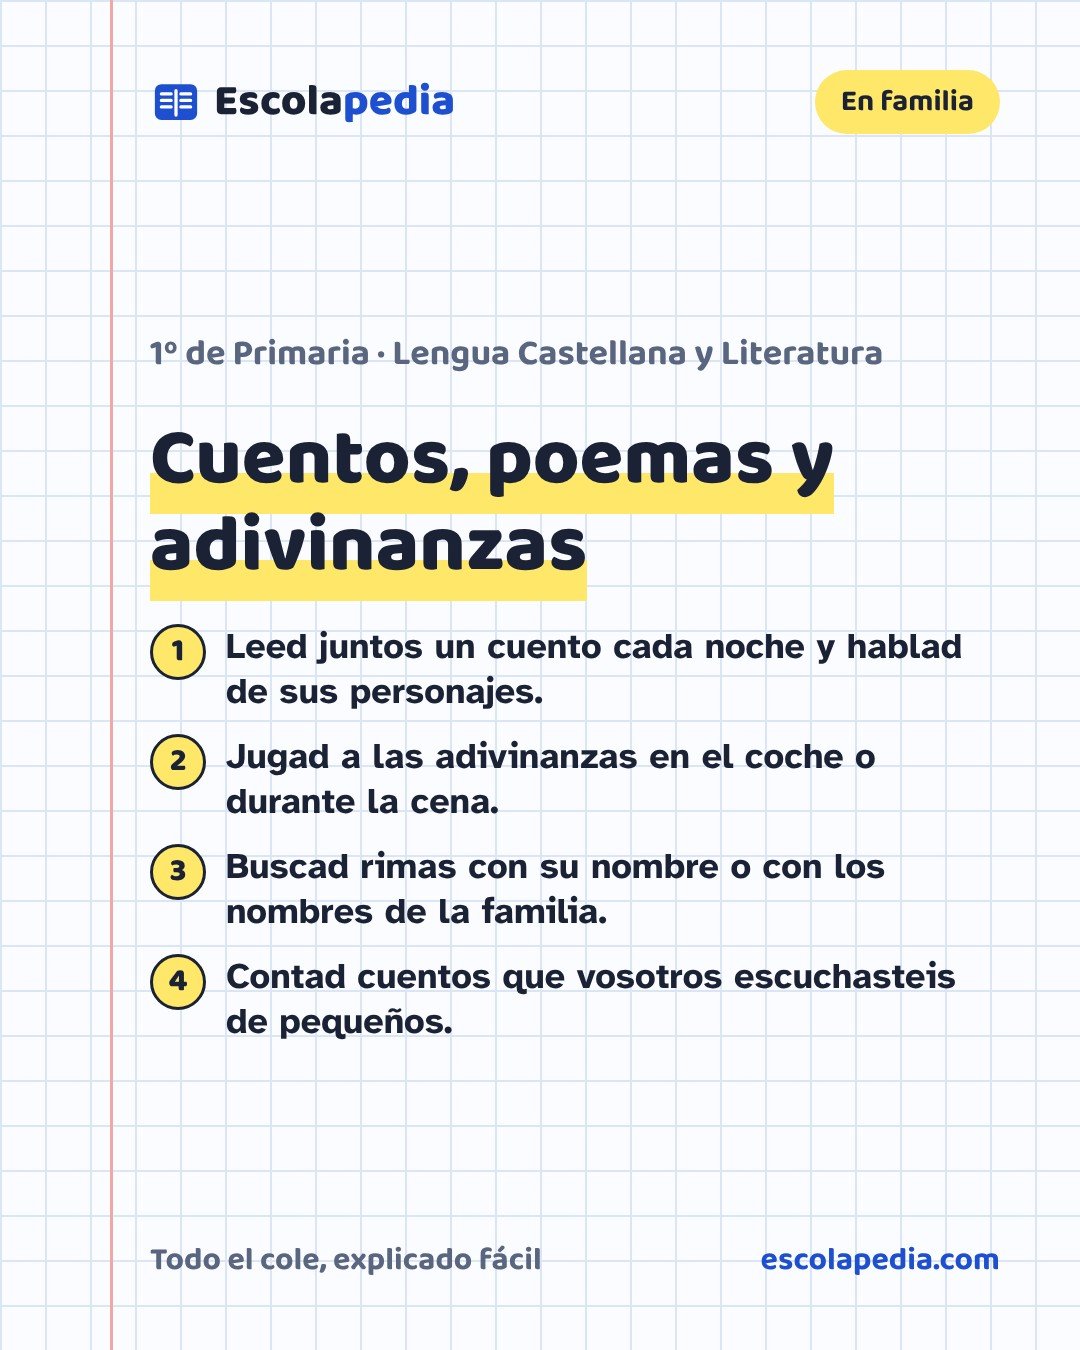 Escolapedia
En familia
1º de Primaria · Lengua Castellana y Literatura
Cuentos, poemas y
adivinanzas
1 Leed juntos un cuento cada noche y hablad
de sus personajes.
2 Jugad a las adivinanzas en el coche o
durante la cena.
3 Buscad rimas con su nombre o con los
nombres de la familia.
4 Contad cuentos que vosotros escuchasteis
de pequeños.
Todo el cole, explicado fácil
escolapedia.com